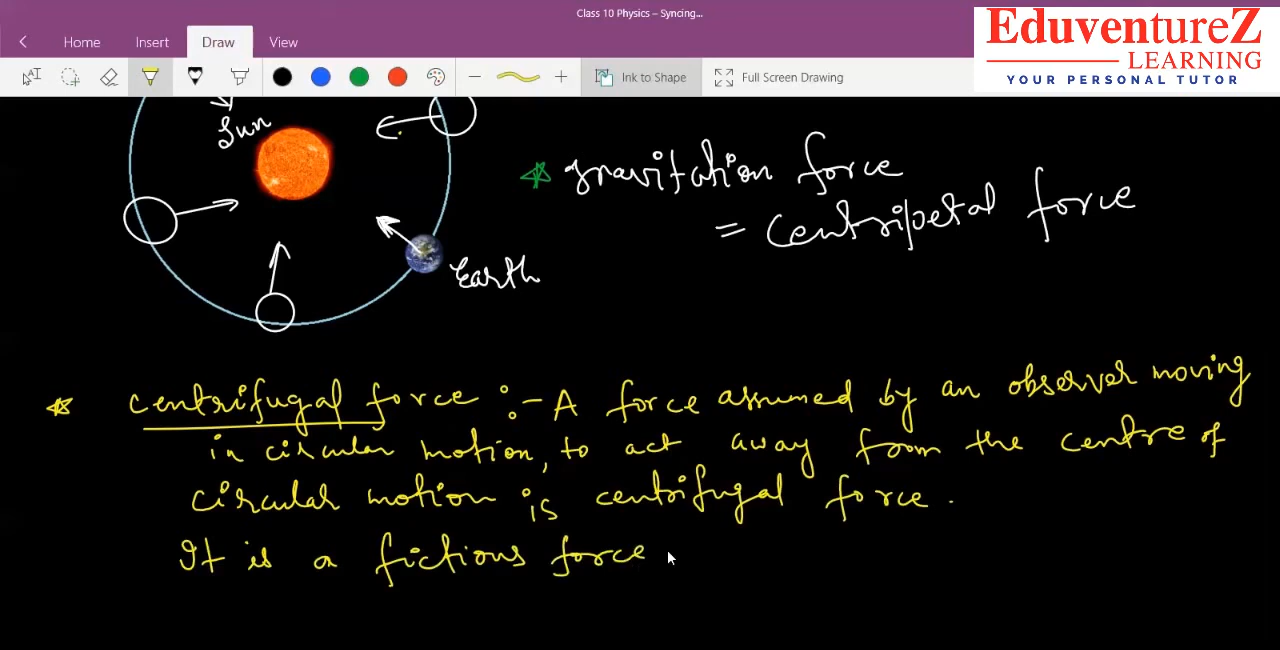 Class 10 Physics – Syncing...
Home Insert Draw View
EduventureZ
LEARNING
YOUR PERSONAL TUTOR
Ink to Shape
Full Screen Drawing
Sun
Earth
gravitation force
= centripetal force
centrifugal force :- A force assumed by an observer moving
in circular motion, to act away from the centre of
circular motion is centrifugal force.
It is a fictious force